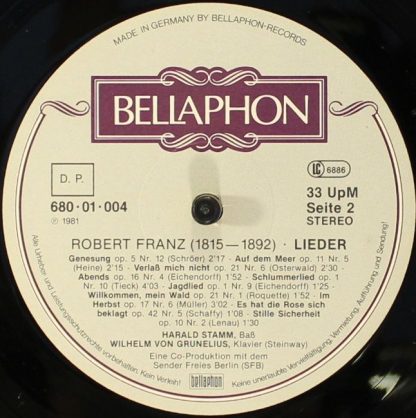 MADE IN GERMANY BY BELLAPHON-RECORDS
BELLAPHON
D. P.
LC 6886
680·01·004
33 UpM
Seite 2
℗ 1981
STEREO
ROBERT FRANZ (1815—1892) · LIEDER
Genesung op. 5 Nr. 12 (Schröer) 2'17 · Auf dem Meer op. 11 Nr. 5
(Heine) 2'15 · Verlaß mich nicht op. 21 Nr. 6 (Osterwald) 2'30 ·
Abends op. 16 Nr. 4 (Eichendorff) 1'52 · Schlummerlied op. 1
Nr. 10 (Tieck) 4'03 · Jagdlied op. 1 Nr. 9 (Eichendorff) 1'25 ·
Willkommen, mein Wald op. 21 Nr. 1 (Roquette) 1'52 · Im
Herbst op. 17 Nr. 6 (Müller) 3'02 · Es hat die Rose sich
beklagt op. 42 Nr. 5 (Schaffy) 1'08 · Stille Sicherheit
op. 10 Nr. 2 (Lenau) 1'30
HARALD STAMM, Baß
WILHELM VON GRUNELIUS, Klavier (Steinway)
Eine Co-Produktion mit dem
Sender Freies Berlin (SFB)
bellaphon
Alle Urheber- und Leistungsschutzrechte vorbehalten. Kein Verleih! Keine unerlaubte Vervielfältigung, Vermietung, Aufführung, Sendung!